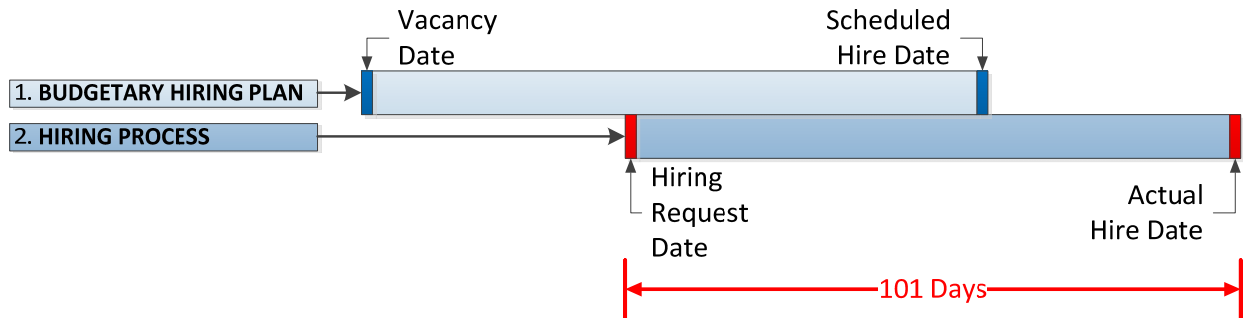 Vacancy
Date
Scheduled
Hire Date
1. BUDGETARY HIRING PLAN
2. HIRING PROCESS
Hiring
Request
Date
Actual
Hire Date
101 Days